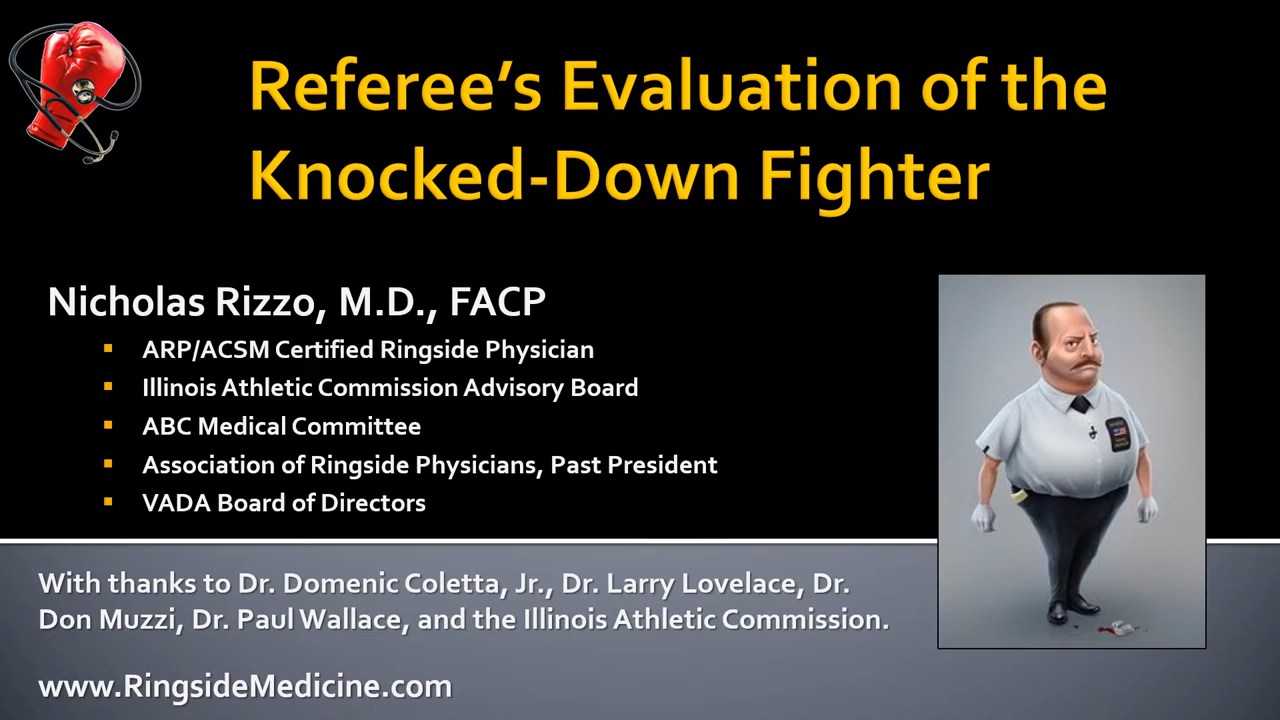 Referee’s Evaluation of the
Knocked-Down Fighter
Nicholas Rizzo, M.D., FACP
ARP/ACSM Certified Ringside Physician
Illinois Athletic Commission Advisory Board
ABC Medical Committee
Association of Ringside Physicians, Past President
VADA Board of Directors
With thanks to Dr. Domenic Coletta, Jr., Dr. Larry Lovelace, Dr.
Don Muzzi, Dr. Paul Wallace, and the Illinois Athletic Commission.
www.RingsideMedicine.com